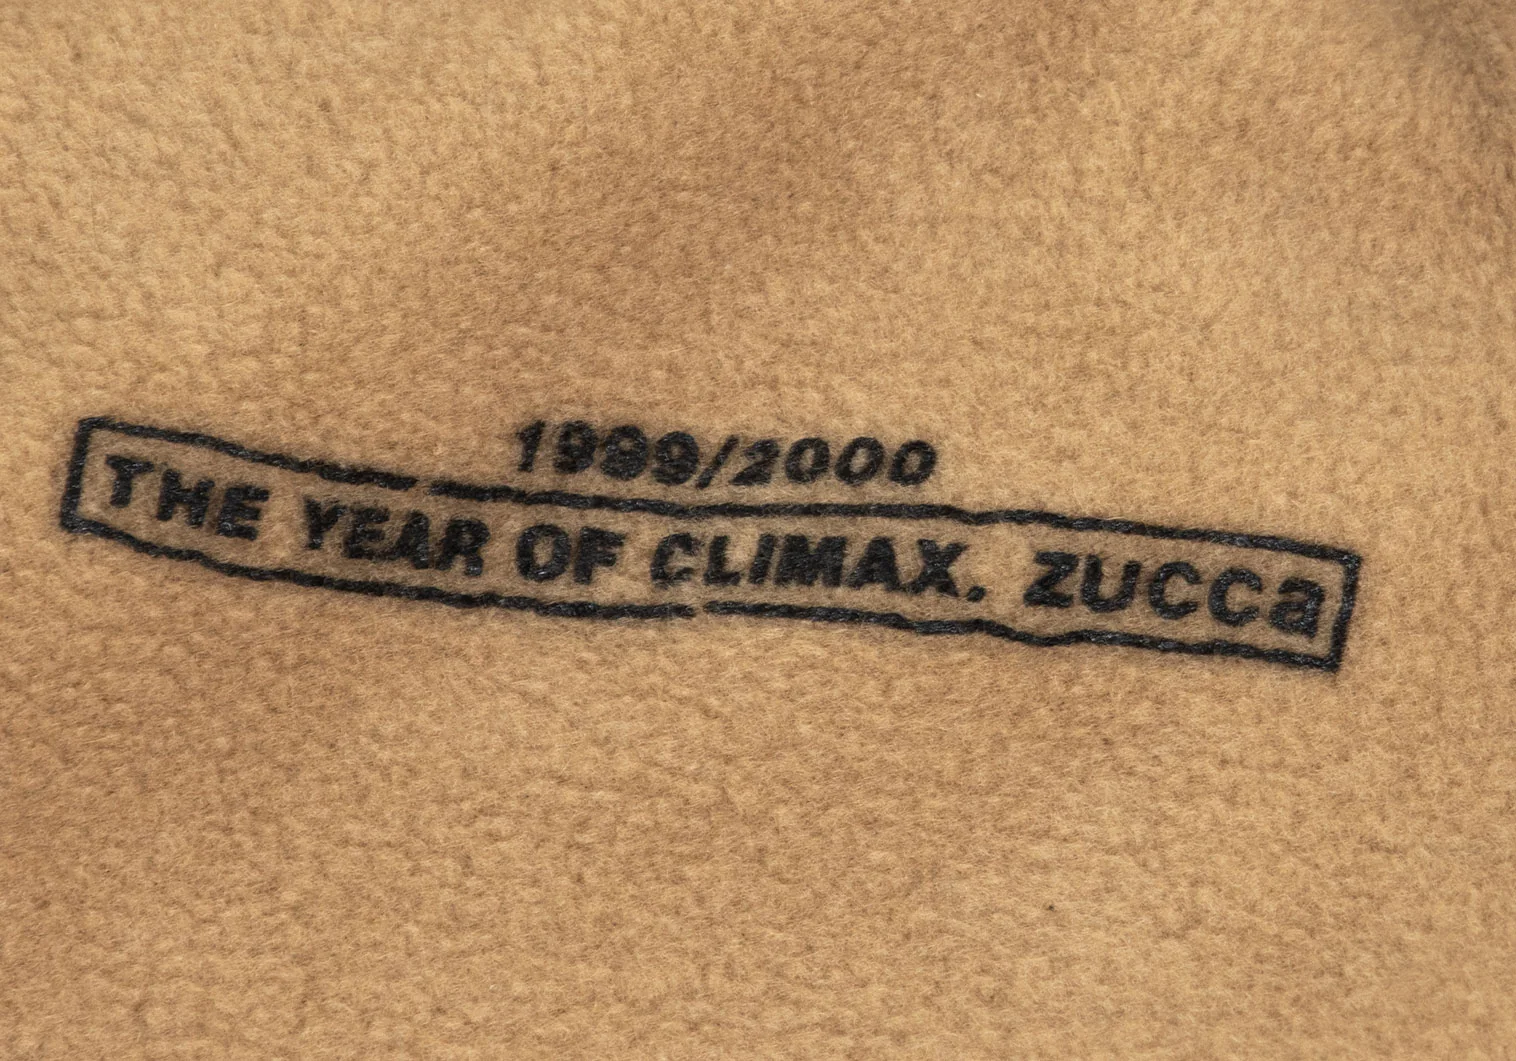 1999/2000
THE YEAR OF CLIMAX. ZUCCa